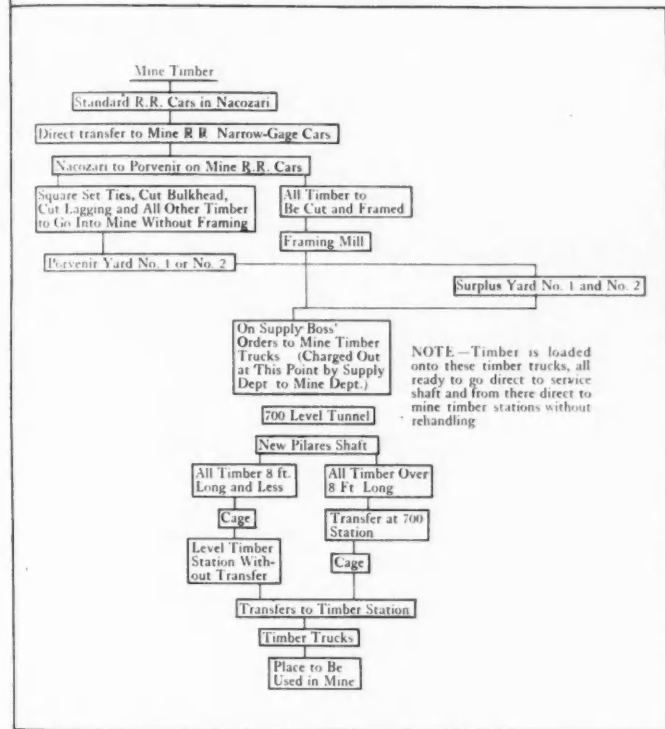 Mine Timber
Standard R.R. Cars in Nacozari
Direct transfer to Mine R R Narrow-Gage Cars
Nacozari to Porvenir on Mine R.R. Cars
Square Set Ties, Cut Bulkhead,
Cut Lagging and All Other Timber
to Go Into Mine Without Framing
All Timber to
Be Cut and Framed
Framing Mill
Porvenir Yard No. 1 or No. 2
Surplus Yard No. 1 and No. 2
On Supply Boss'
Orders to Mine Timber
Trucks (Charged Out
at This Point by Supply
Dept to Mine Dept.)
NOTE—Timber is loaded
onto these timber trucks, all
ready to go direct to service
shaft and from there direct to
mine timber stations without
rehandling
700 Level Tunnel
New Pilares Shaft
All Timber 8 ft.
Long and Less
All Timber Over
8 Ft Long
Cage
Transfer at 700
Station
Level Timber
Station With-
out Transfer
Cage
Transfers to Timber Station
Timber Trucks
Place to Be
Used in Mine